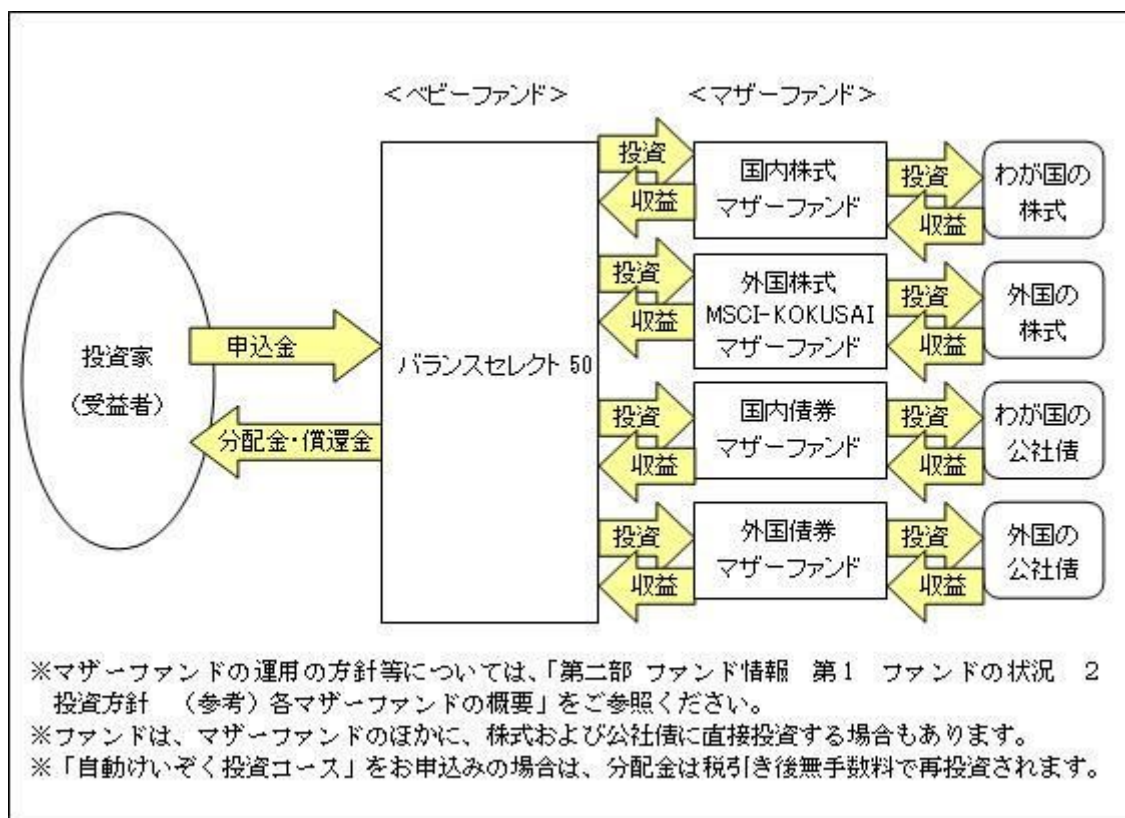 <ベビーファンド>
<マザーファンド>
投資家
(受益者)
申込金
分配金・償還金
バランスセレクト 50
投資
収益
国内株式
マザーファンド
投資
収益
わが国の
株式
投資
収益
外国株式
MSCI-KOKUSAI
マザーファンド
投資
収益
外国の
株式
投資
収益
国内債券
マザーファンド
投資
収益
わが国の
公社債
投資
収益
外国債券
マザーファンド
投資
収益
外国の
公社債
※マザーファンドの運用の方針等については、「第二部 ファンド情報 第1 ファンドの状況 2
投資方針 (参考)各マザーファンドの概要」をご参照ください。
※ファンドは、マザーファンドのほかに、株式および公社債に直接投資する場合もあります。
※「自動けいぞく投資コース」をお申込みの場合は、分配金は税引き後無手数料で再投資されます。